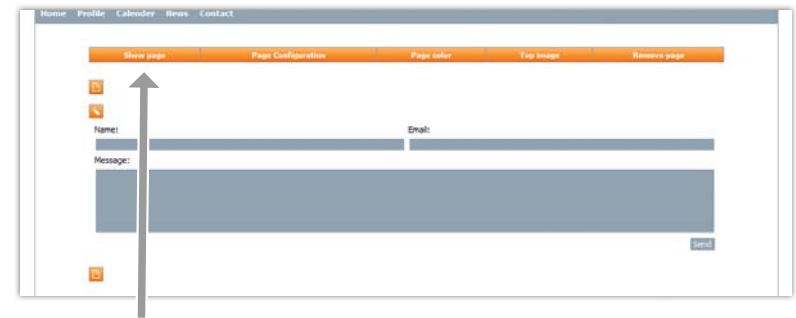 Home Profile Calender News Contact
Show page Page Configuration Page color Top image Remove page
Name: Email:
Message:
Send